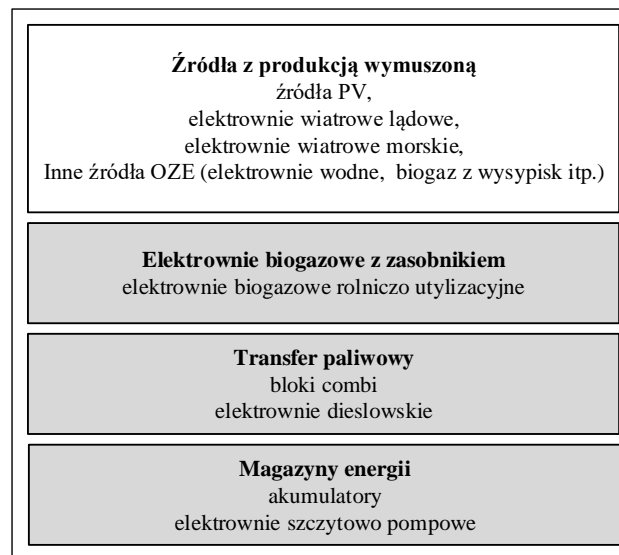 Źródła z produkcją wymuszoną
źródła PV,
elektrownie wiatrowe lądowe,
elektrownie wiatrowe morskie,
Inne źródła OZE (elektrownie wodne, biogaz z wysypisk itp.)
Elektrownie biogazowe z zasobnikiem
elektrownie biogazowe rolniczo utylizacyjne
Transfer paliwowy
bloki combi
elektrownie dieslowskie
Magazyny energii
akumulatory
elektrownie szczytowo pompowe